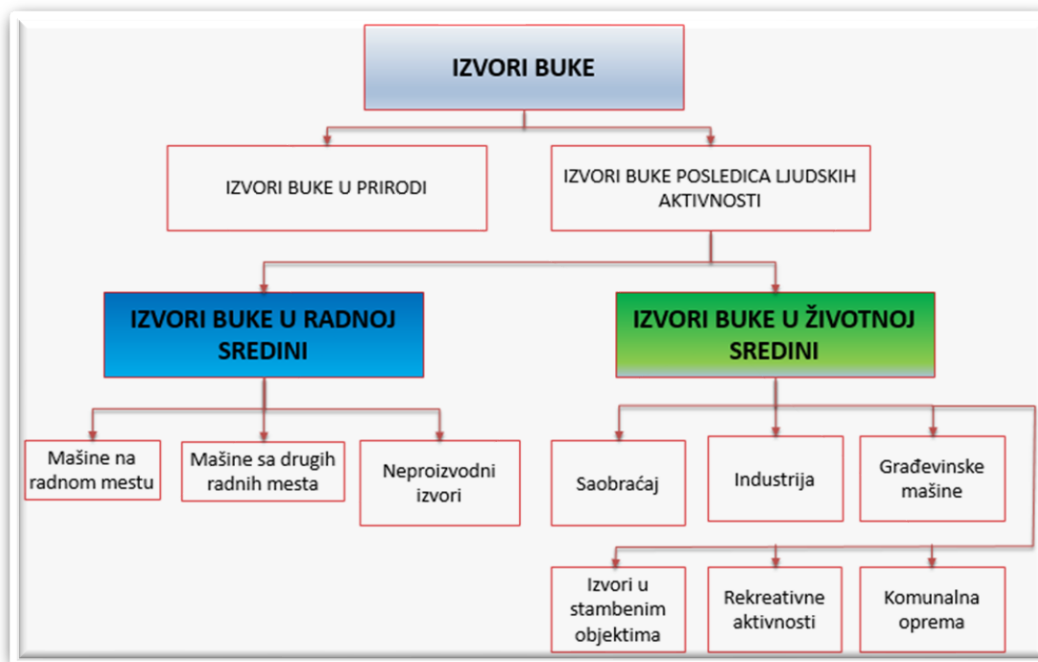 IZVORI BUKE
IZVORI BUKE U PRIRODI
IZVORI BUKE POSLEDICA LJUDSKIH
AKTIVNOSTI
IZVORI BUKE U RADNOJ
SREDINI
IZVORI BUKE U ŽIVOTNOJ
SREDINI
Mašine na
radnom mestu
Mašine sa drugih
radnih mesta
Neproizvodni
izvori
Saobraćaj
Industrija
Građevinske
mašine
Izvori u
stambenim
objektima
Rekreativne
aktivnosti
Komunalna
oprema